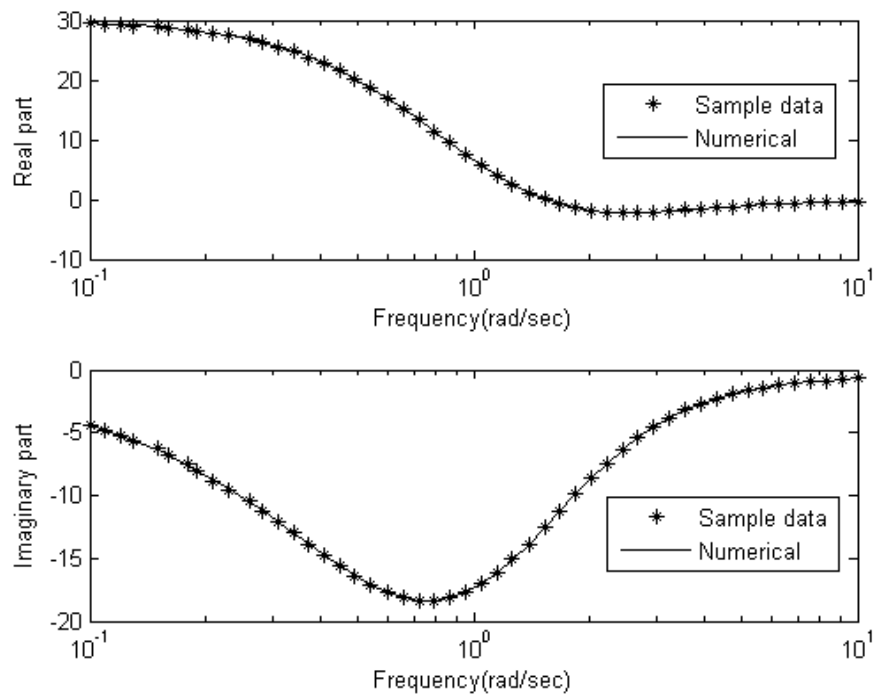 30
20
10
0
-10
Real part
Sample data
Numerical
10^-1
10^0
10^1
Frequency(rad/sec)
0
-5
-10
-15
-20
Imaginary part
Sample data
Numerical
10^-1
10^0
10^1
Frequency(rad/sec)